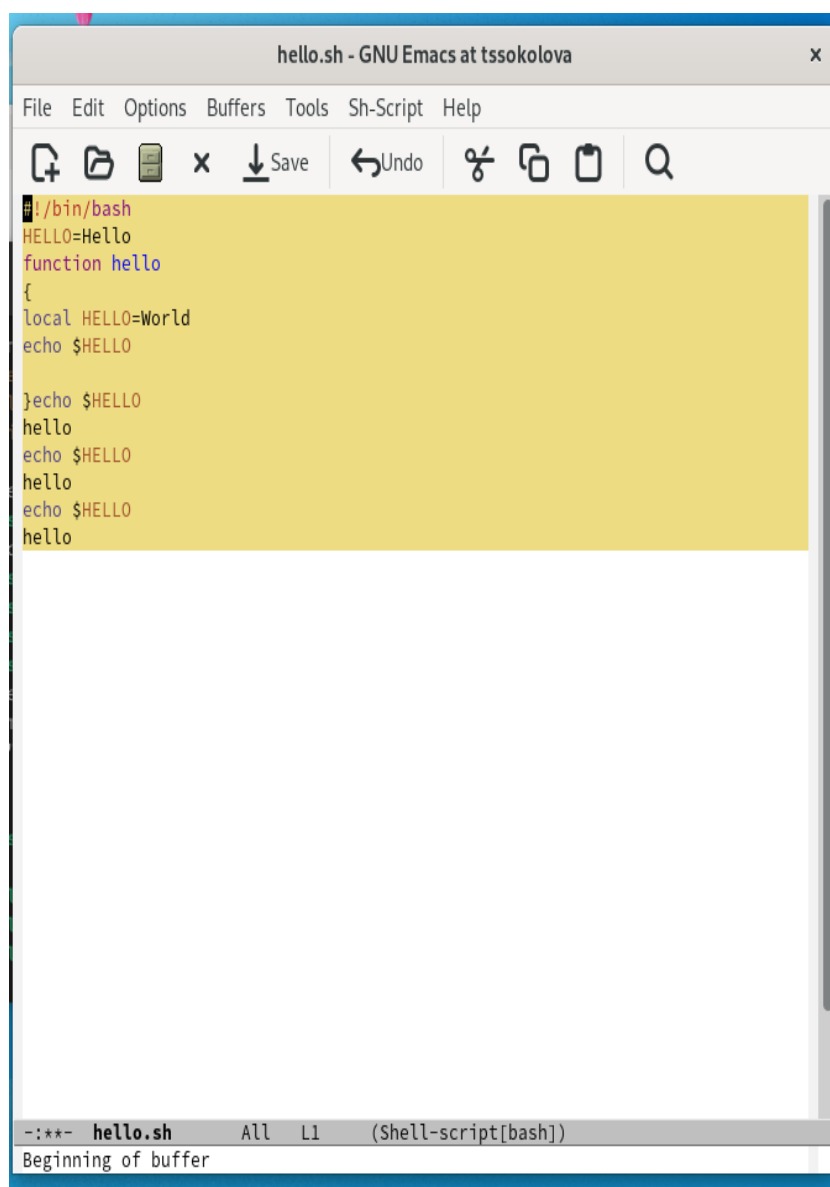 hello.sh - GNU Emacs at tssokolova
File Edit Options Buffers Tools Sh-Script Help
Save Undo
#!/bin/bash
HELLO=Hello
function hello
{
local HELLO=World
echo $HELLO
}echo $HELLO
hello
echo $HELLO
hello
echo $HELLO
hello
-:**- hello.sh All L1 (Shell-script[bash])
Beginning of buffer